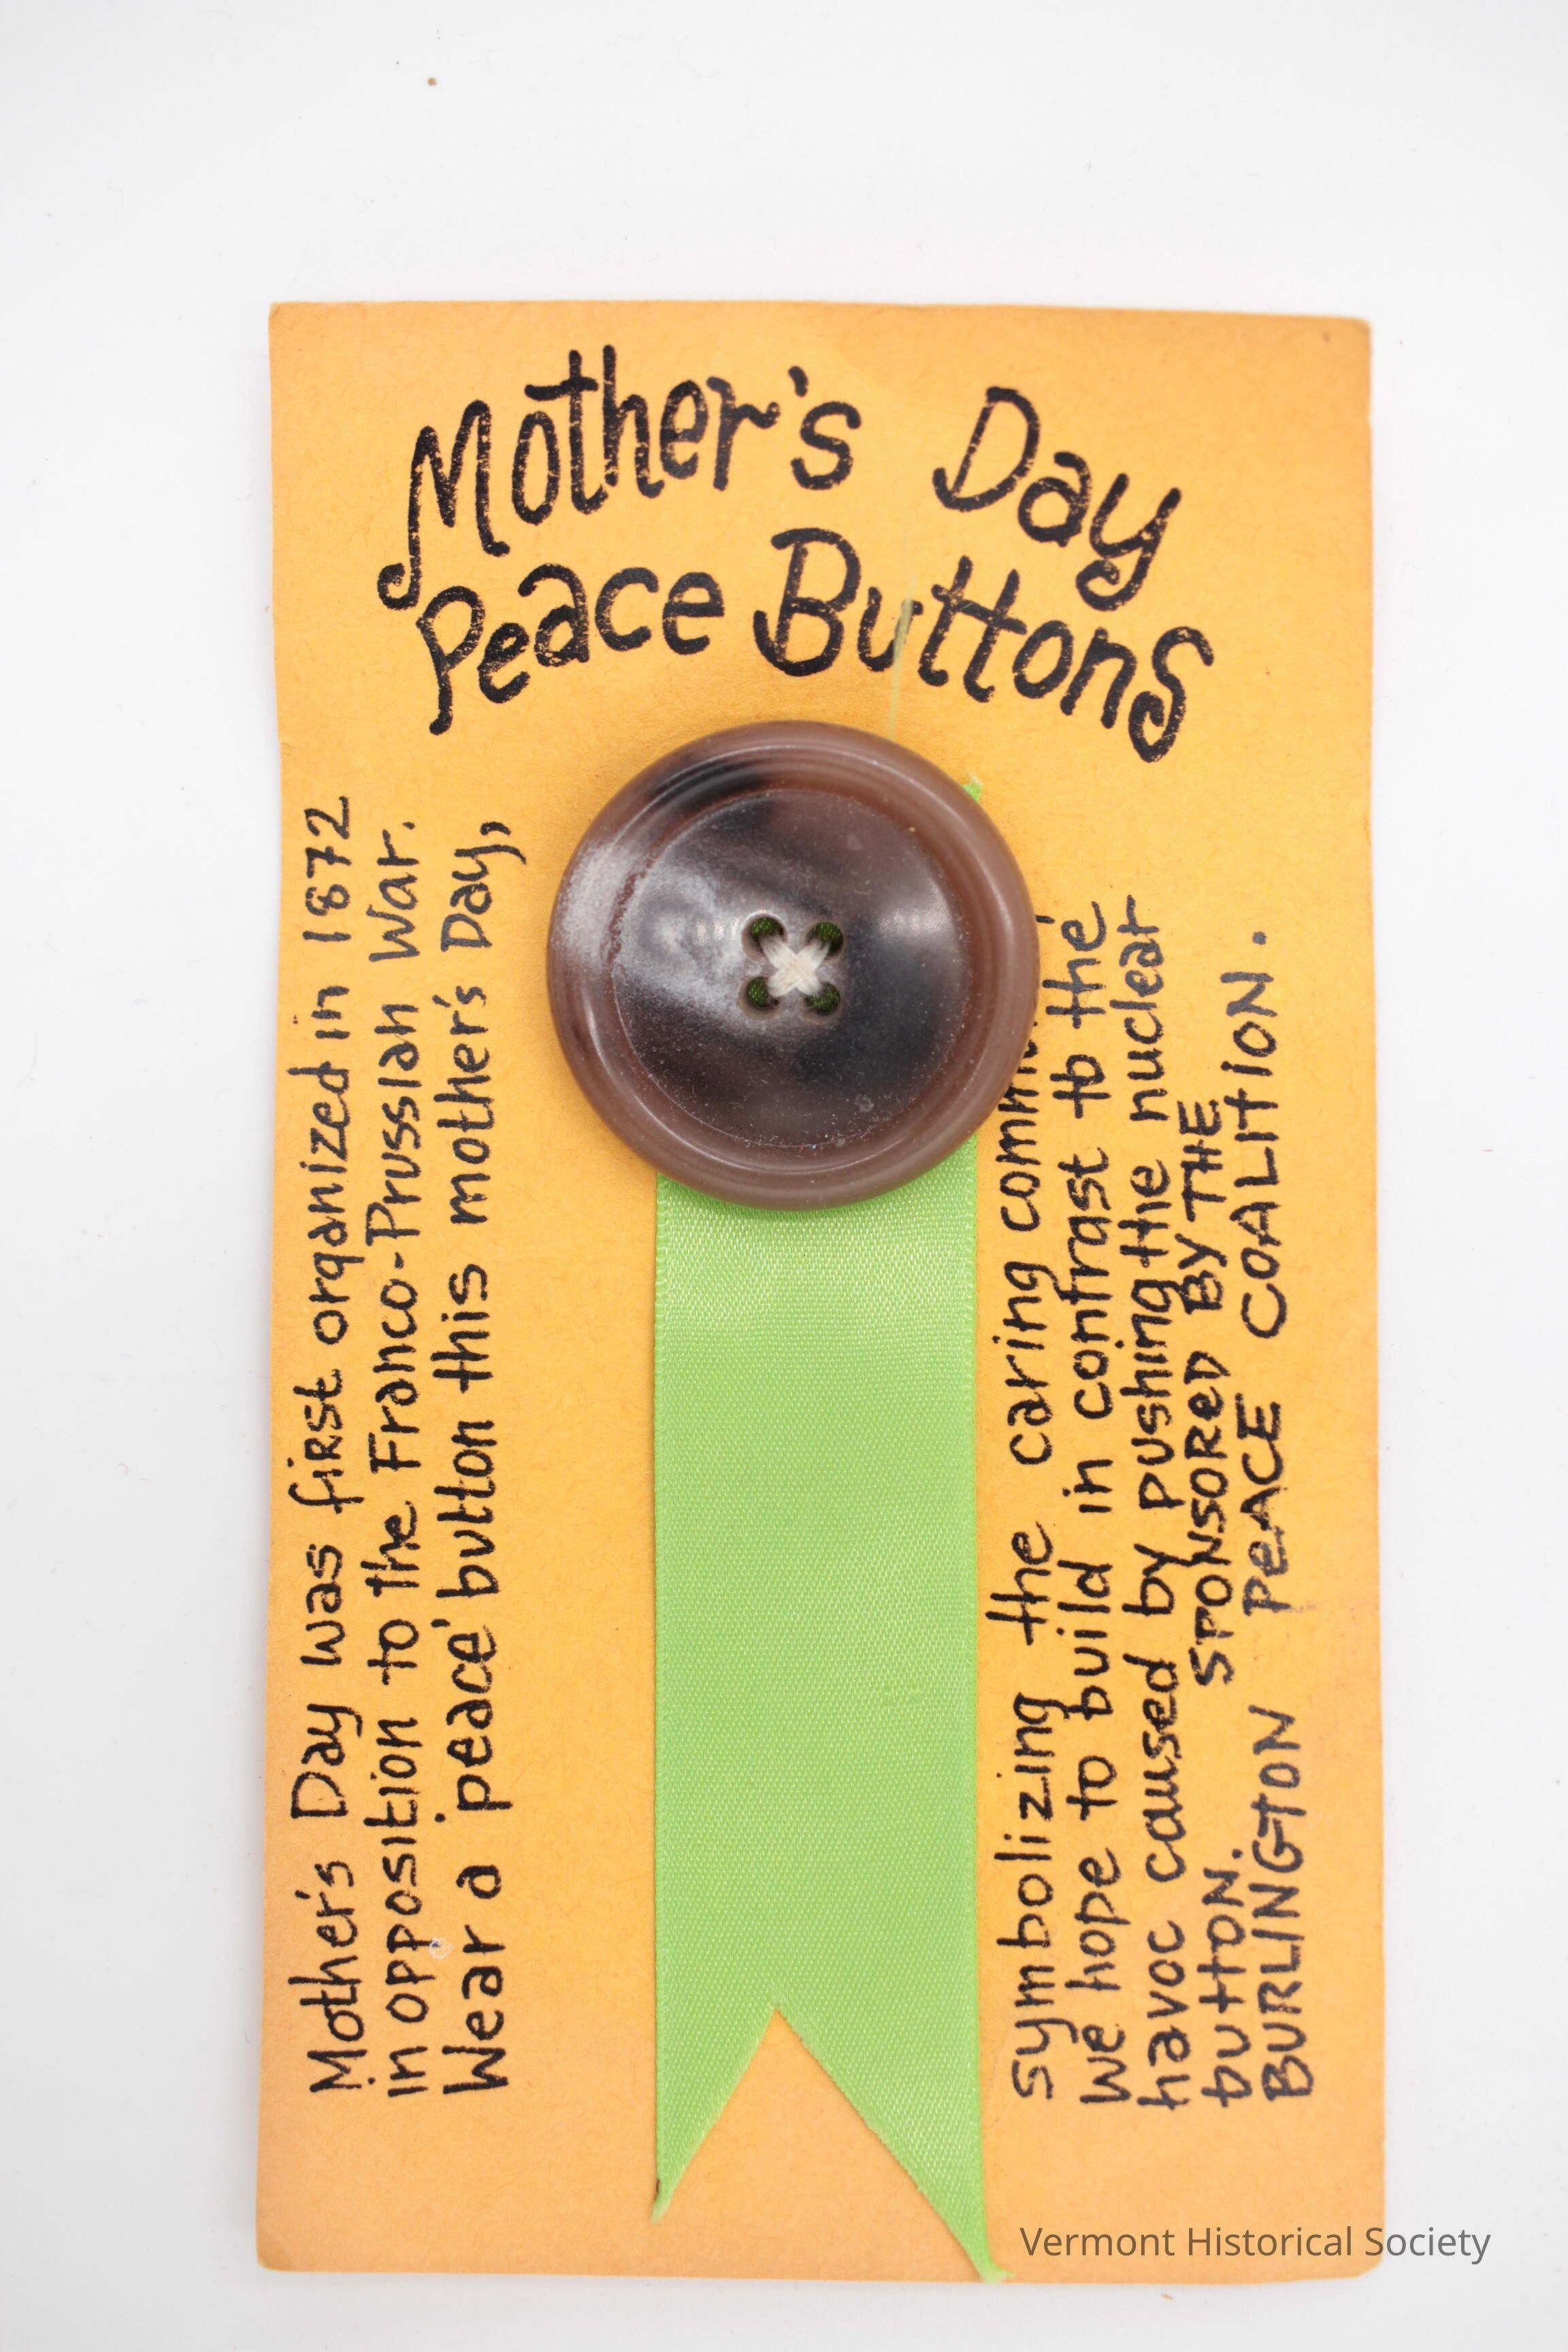 Mother's Day
Peace Buttons
Mother's Day was first organized in 1872
in opposition to the Franco-Prussian War.
Wear a 'peace' button this mother's Day,
symbolizing the caring
we hope to build in contrast to the
havoc caused by pushing the nuclear
button. SPONSORED BY THE
BURLINGTON PEACE COALITION.
Vermont Historical Society